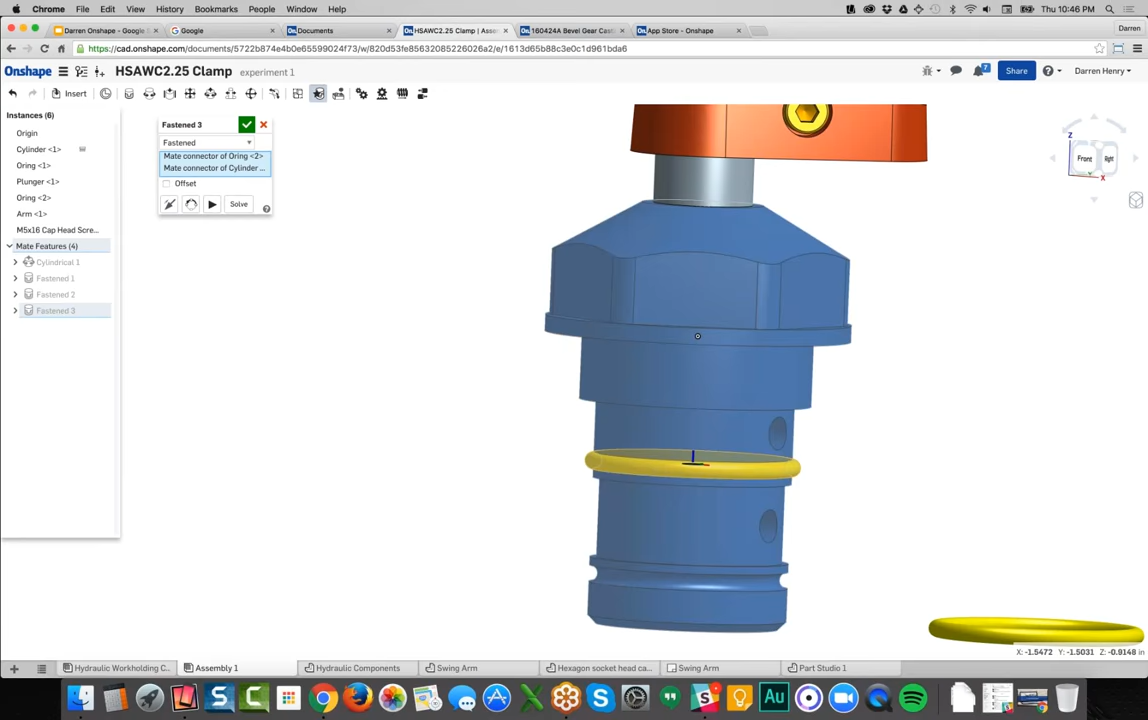 Chrome File Edit View History Bookmarks People Window Help
Thu 10:46 PM
Darren Onshape - Google S
Google
Documents
HSAWC2.25 Clamp | Asse
160424A Bevel Gear Cast
App Store - Onshape
Darren
https://cad.onshape.com/documents/5722b874e4b0e65599024f73/w/820d53fe85632085226026a2/e/1613d65b88c3e0c1d961bda6
Onshape HSAWC2.25 Clamp experiment 1
7 Share Darren Henry
Insert
Instances (6)
Origin
Cylinder <1>
Oring <1>
Plunger <1>
Oring <2>
Arm <1>
M5x16 Cap Head Scre...
Mate Features (4)
Cylindrical 1
Fastened 1
Fastened 2
Fastened 3
Fastened 3
Fastened
Mate connector of Oring <2>
Mate connector of Cylinder ...
Offset
Solve
Z
Front
Right
X
X: -1.5472 Y: -1.5031 Z: -0.9148 in
Hydraulic Workholding C...
Assembly 1
Hydraulic Components
Swing Arm
Hexagon socket head ca...
Swing Arm
Part Studio 1